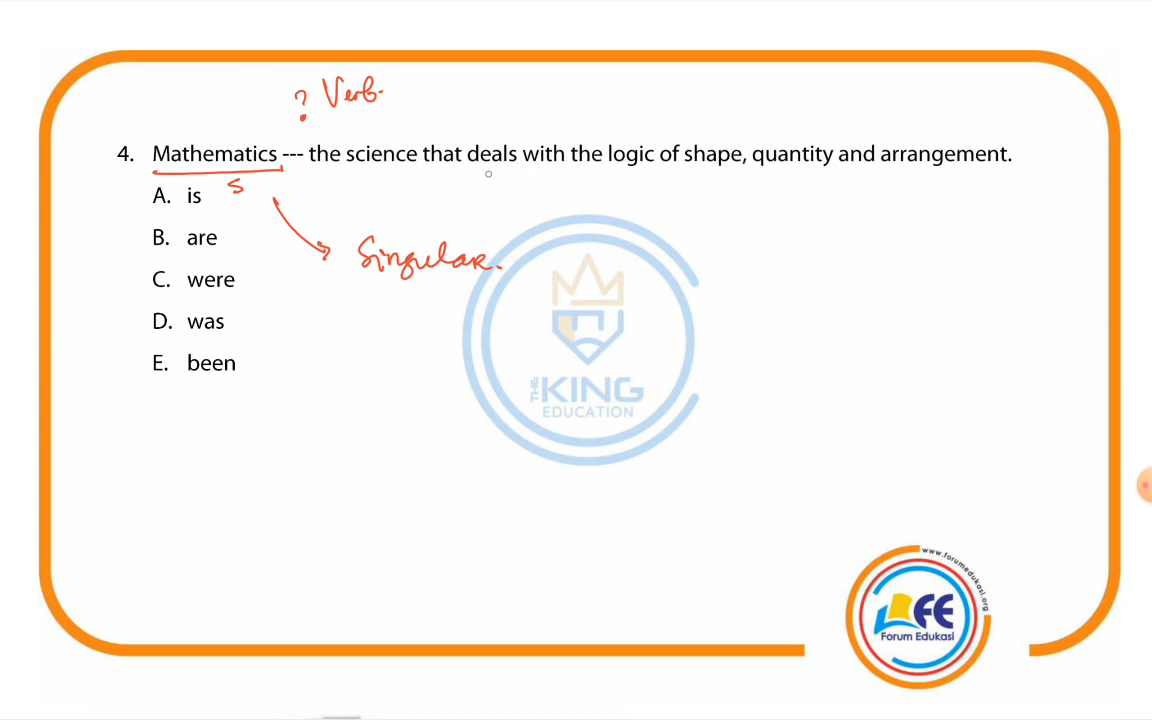 ? Verb.
4. Mathematics --- the science that deals with the logic of shape, quantity and arrangement.
S
A. is
B. are
Singular.
C. were
D. was
E. been
THE KING
EDUCATION
www.forumedukasi.org
FE
Forum Edukasi